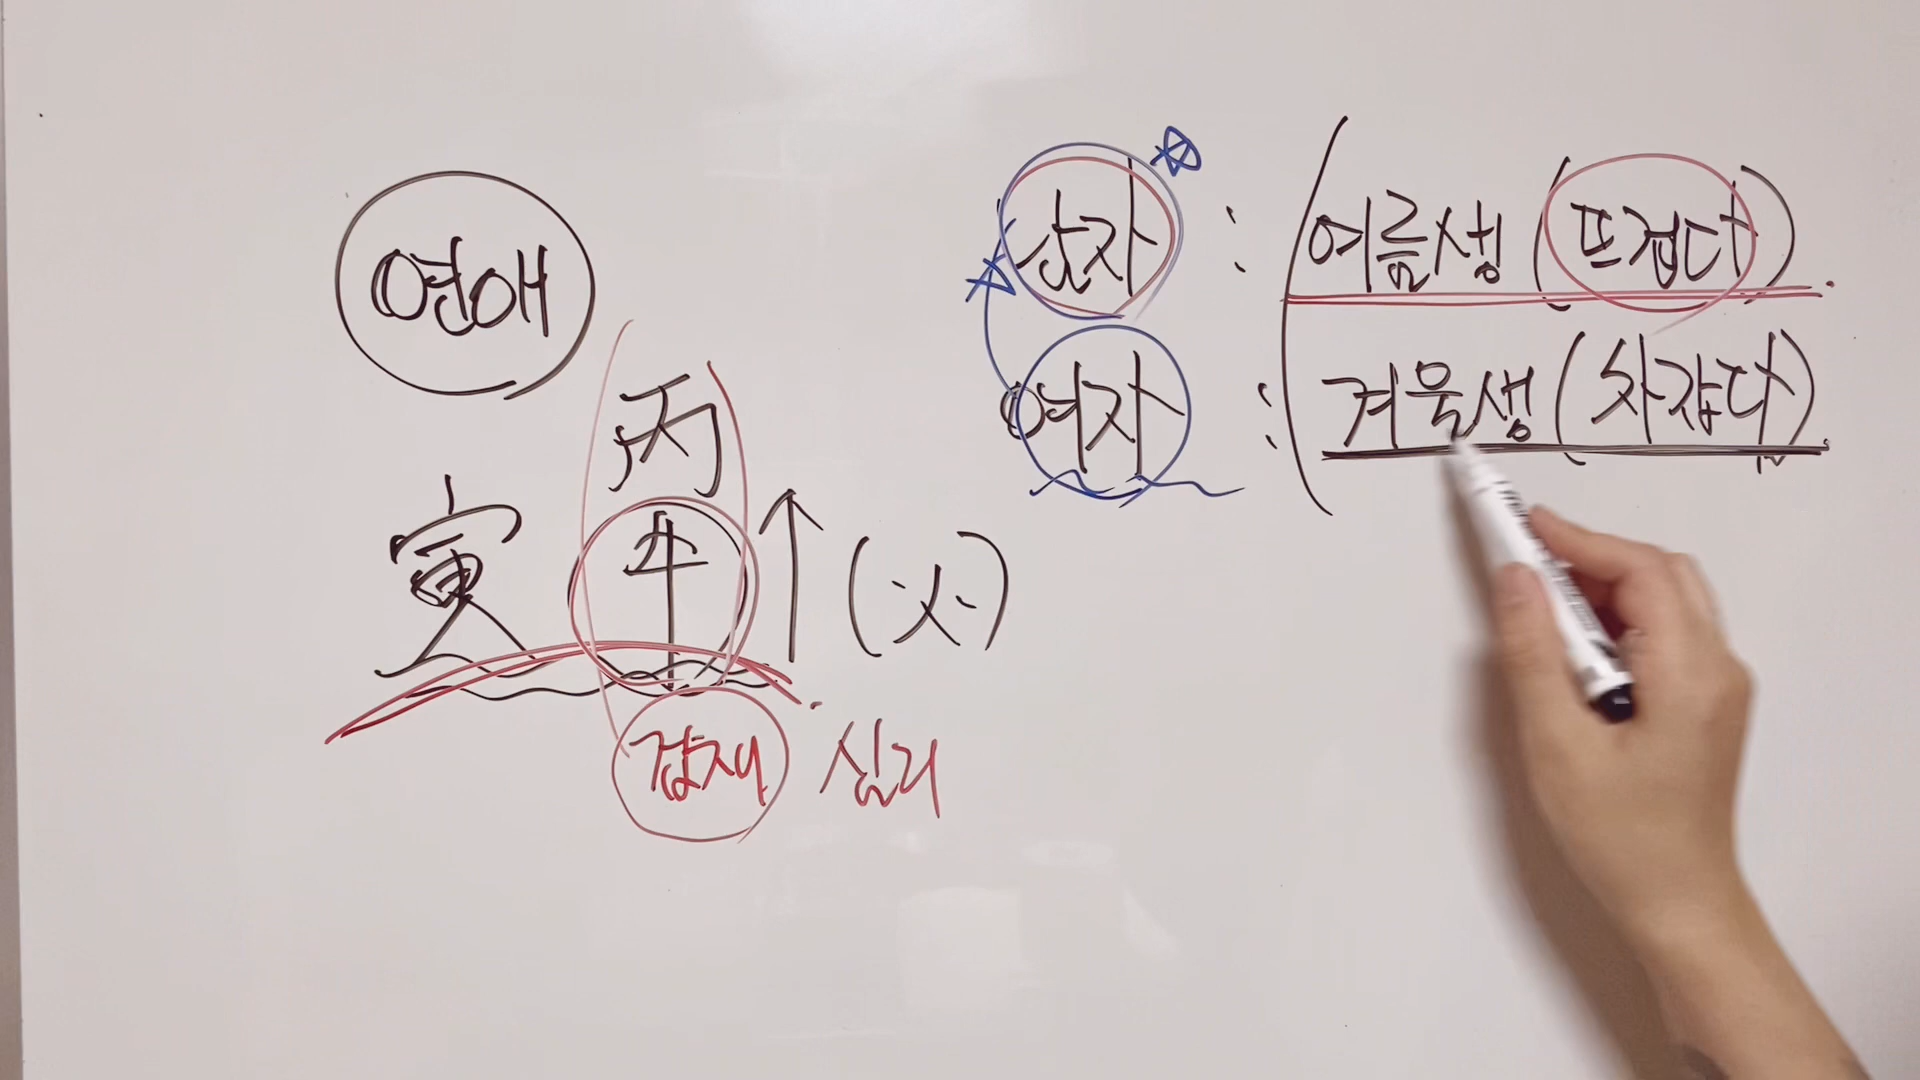 연애
남자 : 여름생 (뜨겁다)
여자 : 겨울생 (차갑다)
丙
寅 午 ↑ (火)
겁재 심리